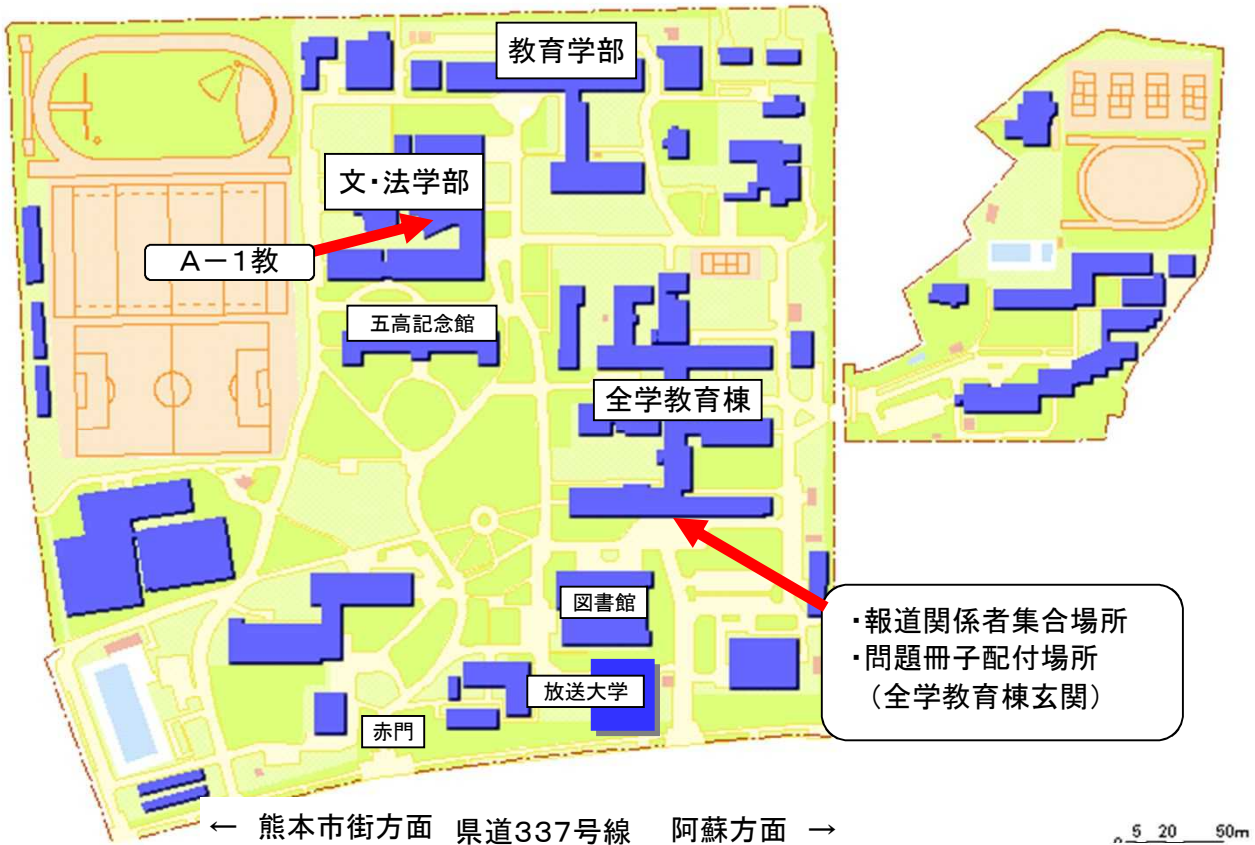 教育学部
文・法学部
A－1教
五高記念館
全学教育棟
図書館
・報道関係者集合場所
・問題冊子配付場所
（全学教育棟玄関）
放送大学
赤門
← 熊本市街方面 県道337号線 阿蘇方面 →
0 5 20 50m